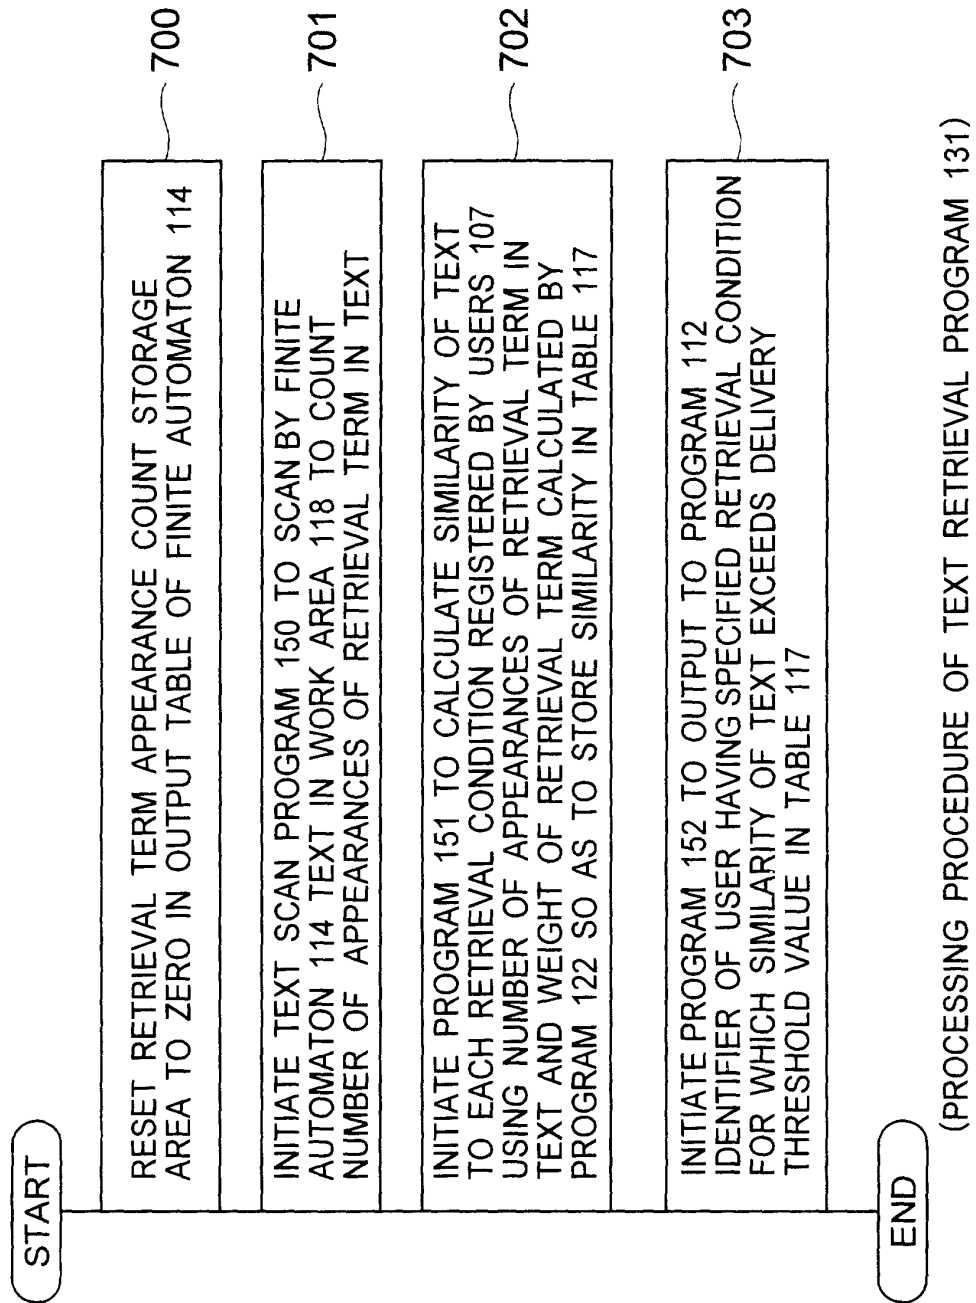 START
RESET RETRIEVAL TERM APPEARANCE COUNT STORAGE
AREA TO ZERO IN OUTPUT TABLE OF FINITE AUTOMATON 114
700
INITIATE TEXT SCAN PROGRAM 150 TO SCAN BY FINITE
AUTOMATON 114 TEXT IN WORK AREA 118 TO COUNT
NUMBER OF APPEARANCES OF RETRIEVAL TERM IN TEXT
701
INITIATE PROGRAM 151 TO CALCULATE SIMILARITY OF TEXT
TO EACH RETRIEVAL CONDITION REGISTERED BY USERS 107
USING NUMBER OF APPEARANCES OF RETRIEVAL TERM IN
TEXT AND WEIGHT OF RETRIEVAL TERM CALCULATED BY
PROGRAM 122 SO AS TO STORE SIMILARITY IN TABLE 117
702
INITIATE PROGRAM 152 TO OUTPUT TO PROGRAM 112
IDENTIFIER OF USER HAVING SPECIFIED RETRIEVAL CONDITION
FOR WHICH SIMILARITY OF TEXT EXCEEDS DELIVERY
THRESHOLD VALUE IN TABLE 117
703
END
(PROCESSING PROCEDURE OF TEXT RETRIEVAL PROGRAM 131)